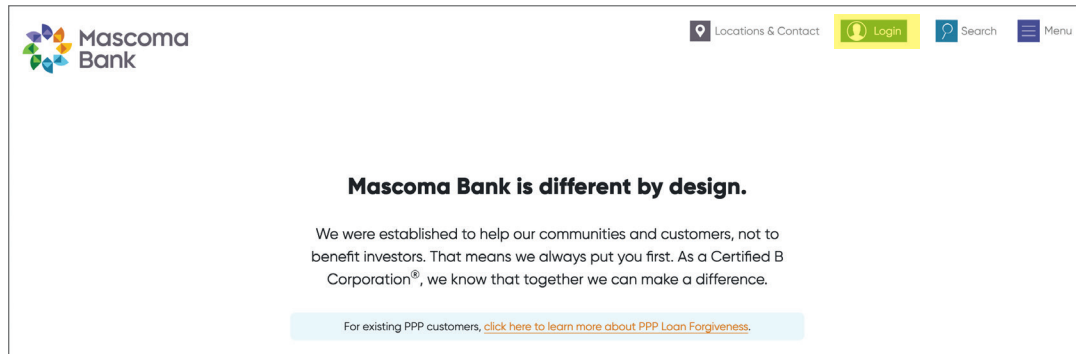 Mascoma
Bank
Locations & Contact
Login
Search
Menu
Mascoma Bank is different by design.
We were established to help our communities and customers, not to
benefit investors. That means we always put you first. As a Certified B
Corporation®, we know that together we can make a difference.
For existing PPP customers, click here to learn more about PPP Loan Forgiveness.